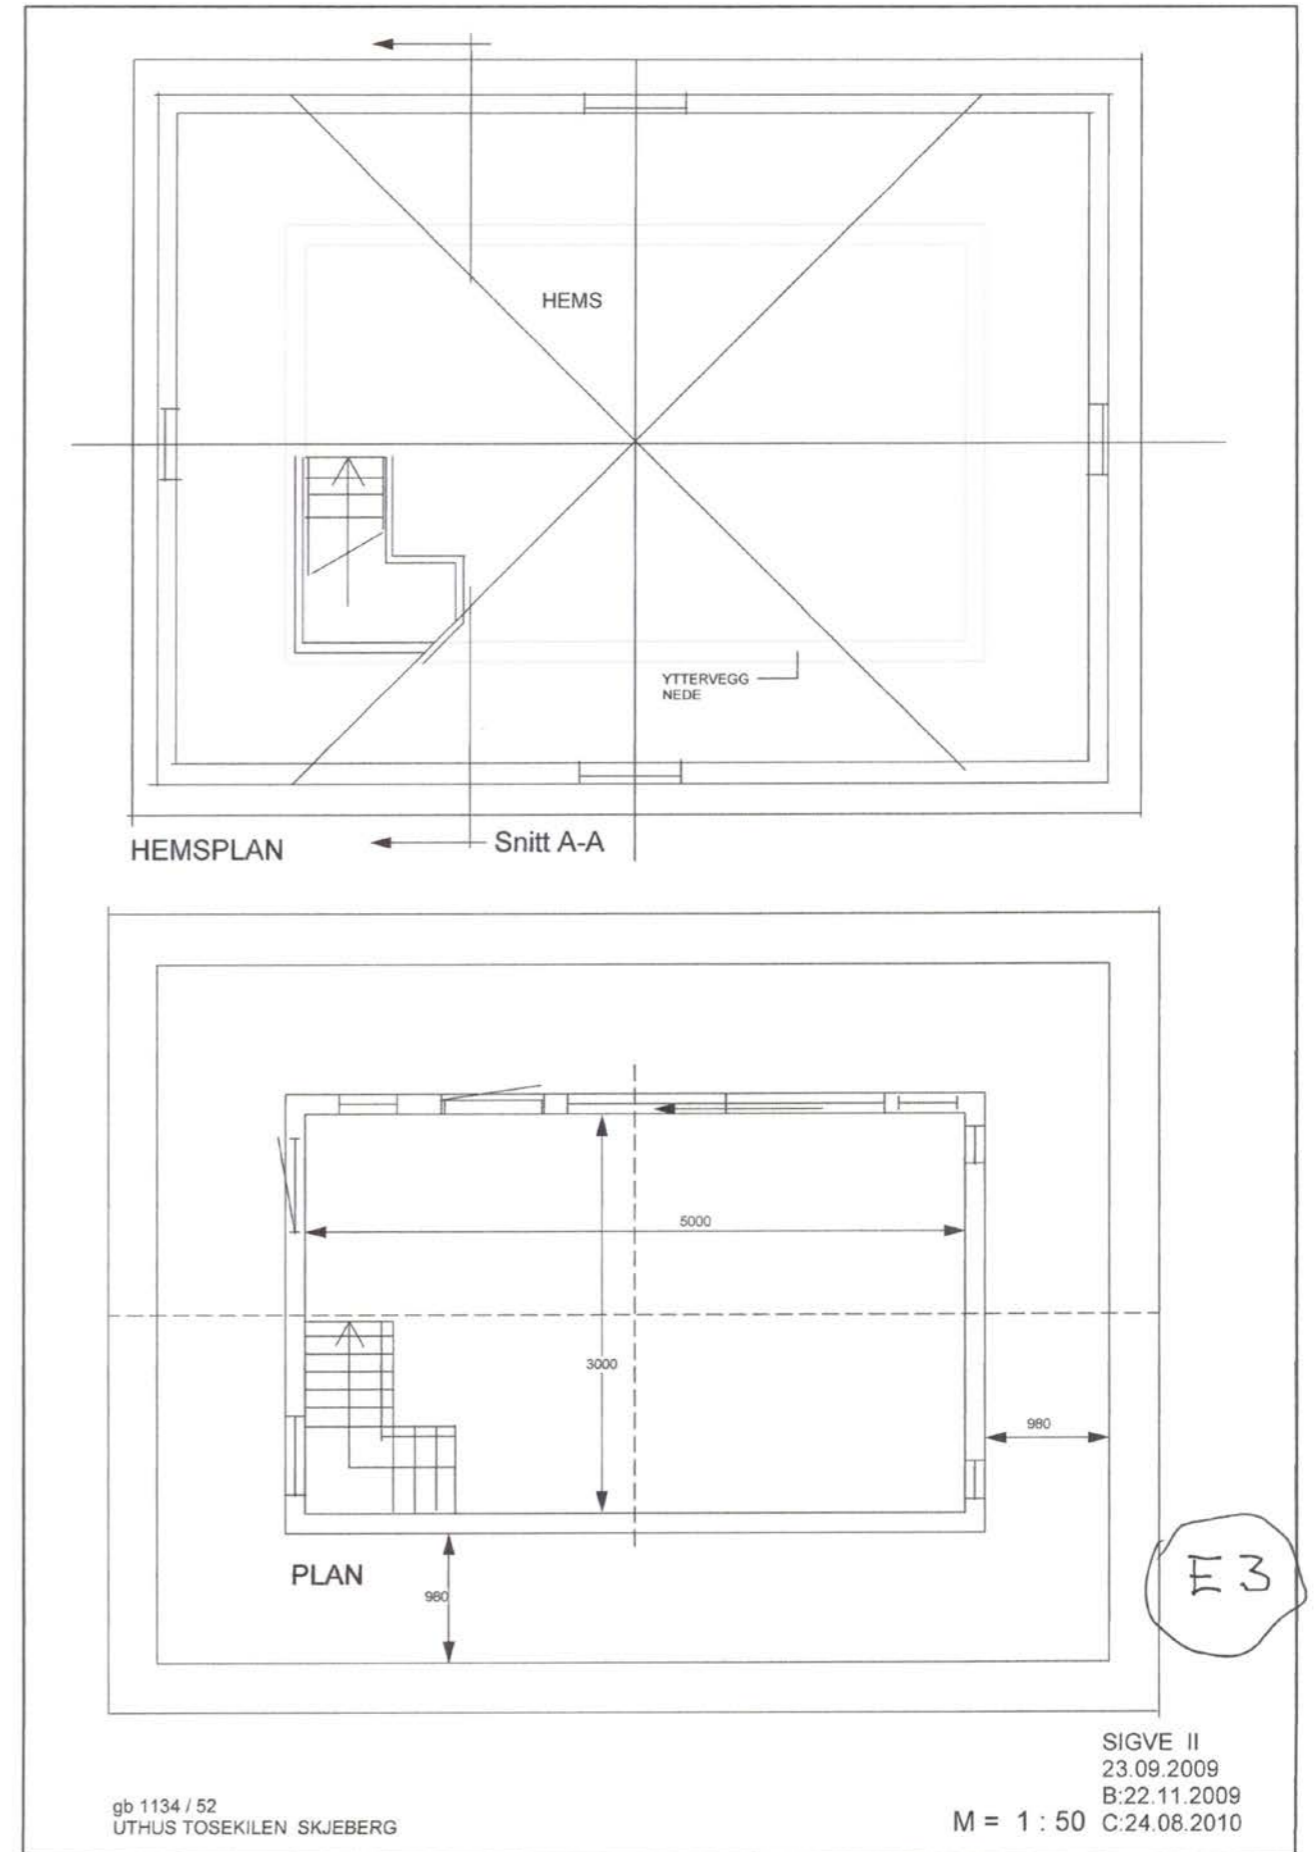 HEMS
YTTERVEGG
NEDE
HEMSPLAN
Snitt A-A
5000
3000
980
PLAN
980
E3
SIGVE II
23.09.2009
B:22.11.2009
M = 1 : 50 C:24.08.2010
gb 1134 / 52
UTHUS TOSEKILEN SKJEBERG